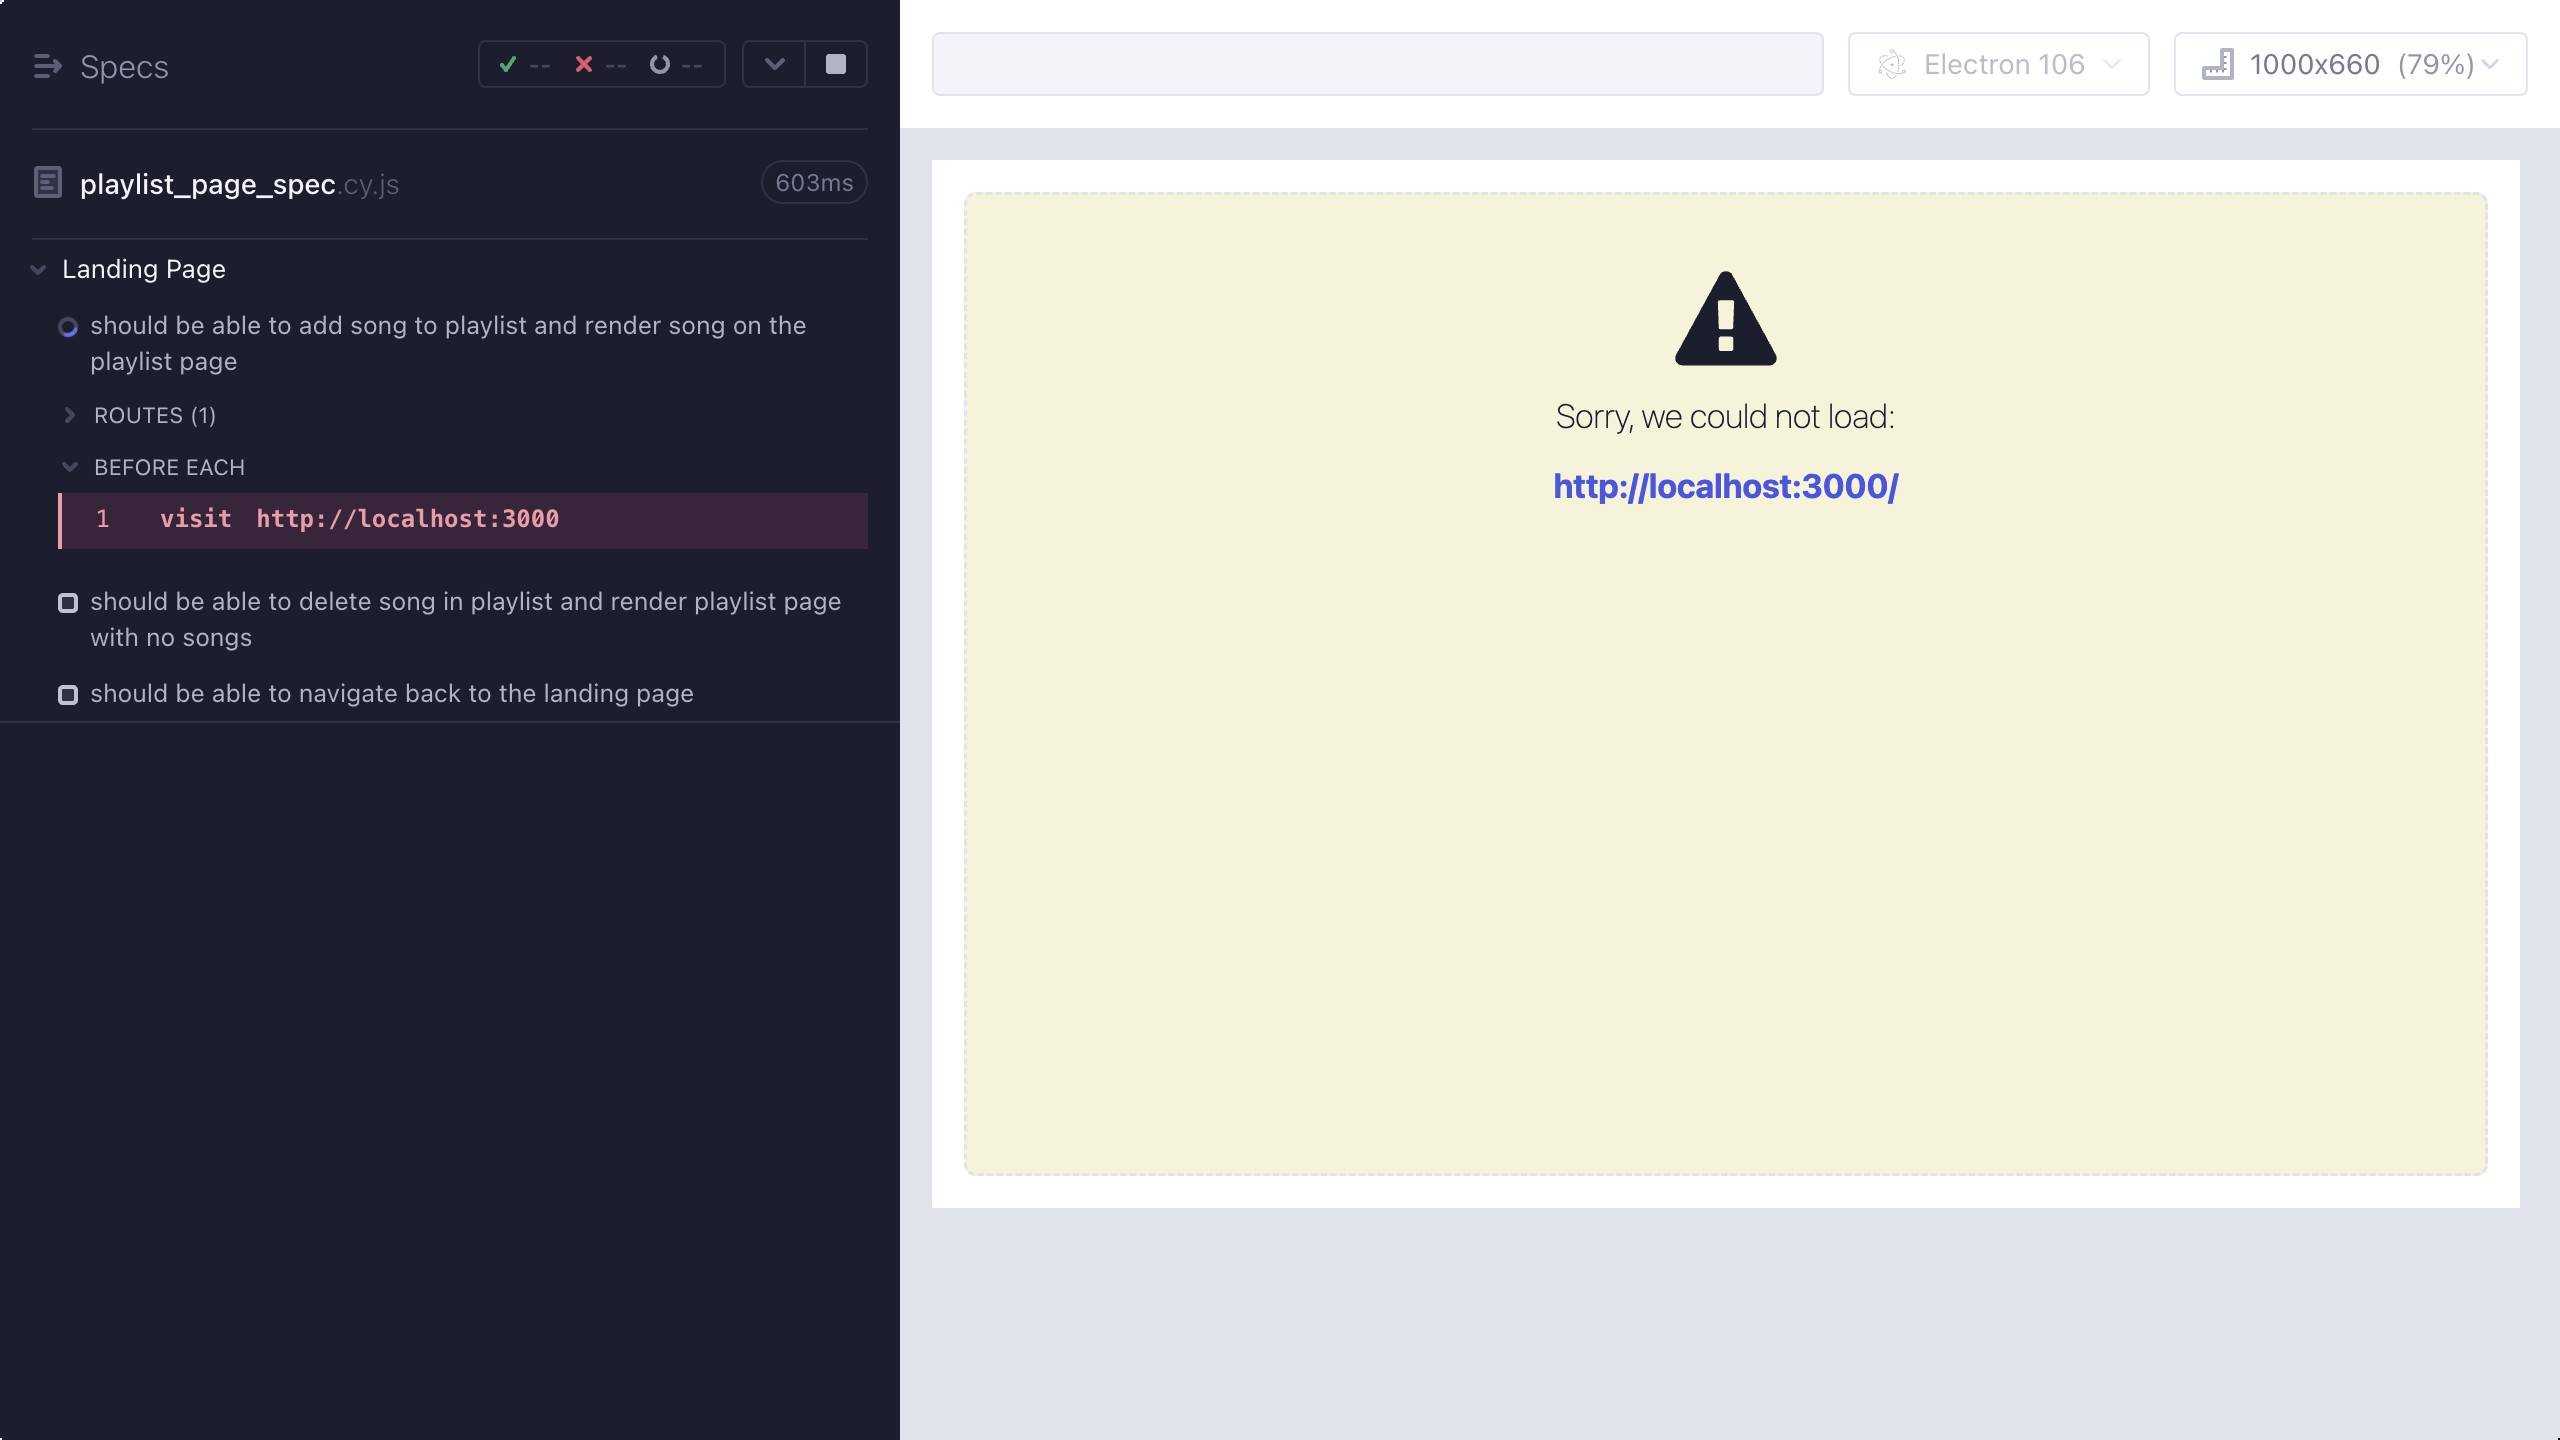 Specs
-- -- --
playlist_page_spec.cy.js
603ms
Landing Page
should be able to add song to playlist and render song on the
playlist page
ROUTES (1)
BEFORE EACH
1 visit http://localhost:3000
should be able to delete song in playlist and render playlist page
with no songs
should be able to navigate back to the landing page
Electron 106
1000x660 (79%)
Sorry, we could not load:
http://localhost:3000/